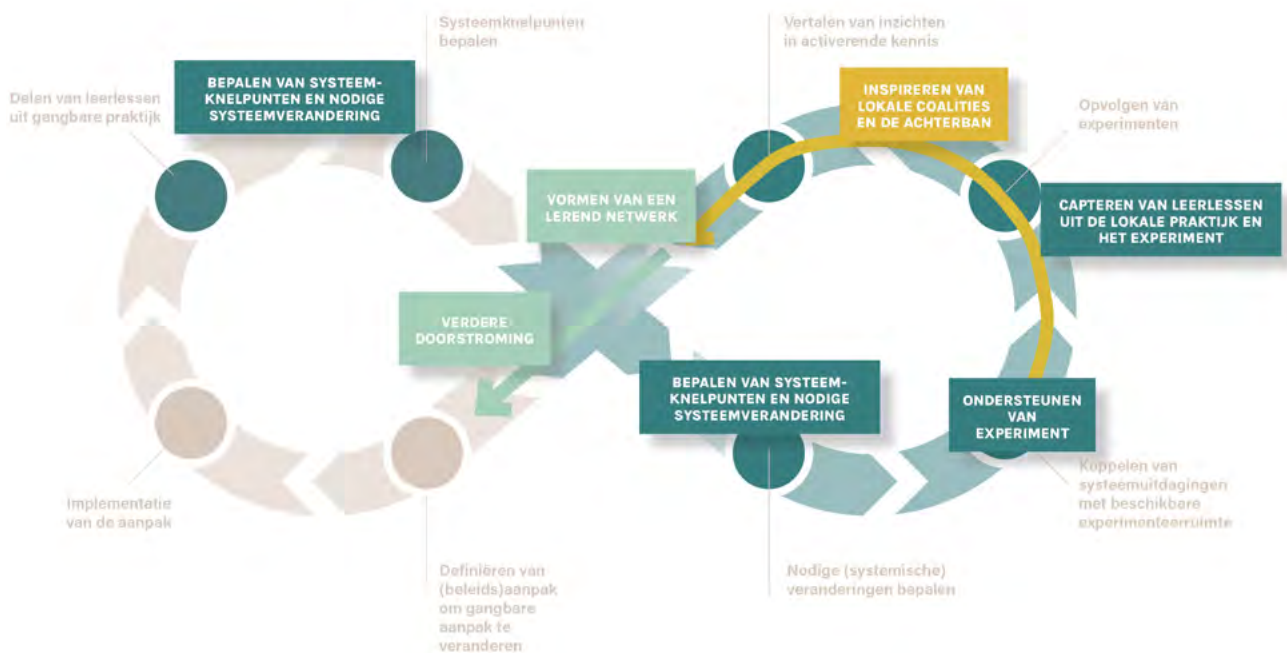 Systeemknelpunten
bepalen
Vertalen van inzichten
in activerende kennis
BEPALEN VAN SYSTEEM-
KNELPUNTEN EN NODIGE
SYSTEEMVERANDERING
INSPIREREN VAN
LOKALE COALITIES
EN DE ACHTERBAN
Delen van leerlessen
uit gangbare praktijk
Opvolgen van
experimenten
VORMEN VAN EEN
LEREND NETWERK
CAPTEREN VAN LEERLESSEN
UIT DE LOKALE PRAKTIJK EN
HET EXPERIMENT
VERDERE
DOORSTROMING
BEPALEN VAN SYSTEEM-
KNELPUNTEN EN NODIGE
SYSTEEMVERANDERING
ONDERSTEUNEN
VAN
EXPERIMENT
Implementatie
van de aanpak
Koppelen van
systeemuitdagingen
met beschikbare
experimenteerruimte
Definiëren van
(beleids)aanpak
om gangbare
aanpak te
veranderen
Nodige (systemische)
veranderingen bepalen